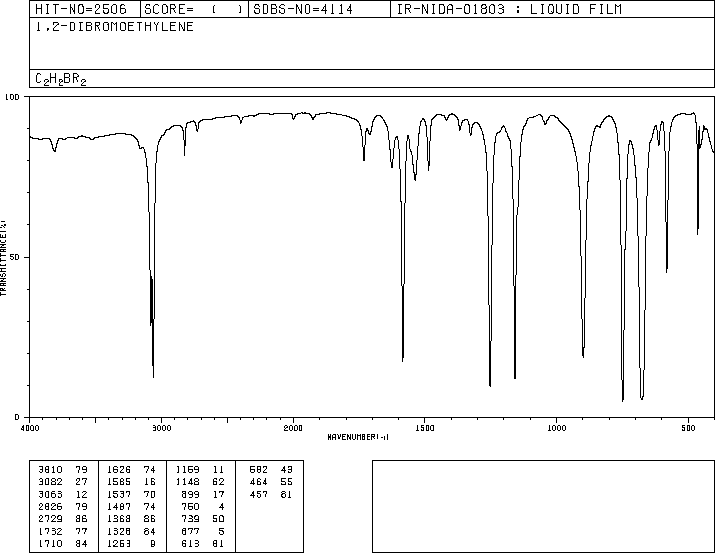 HIT-NO=2506 SCORE= ( ) SDBS-NO=4114 IR-NIDA-01803 : LIQUID FILM
1,2-DIBROMOETHYLENE
C2H2BR2
100
50
0
TRANSMITTANCE(%)
4000 3000 2000 1500 1000 500
WAVENUMBER(-1)
3810 79 1626 74 1159 11 582 43
3082 27 1585 16 1148 62 464 55
3063 12 1537 70 899 17 457 81
2826 79 1487 74 750 4
2729 86 1368 86 739 50
1732 77 1328 84 677 5
1710 84 1253 9 613 81